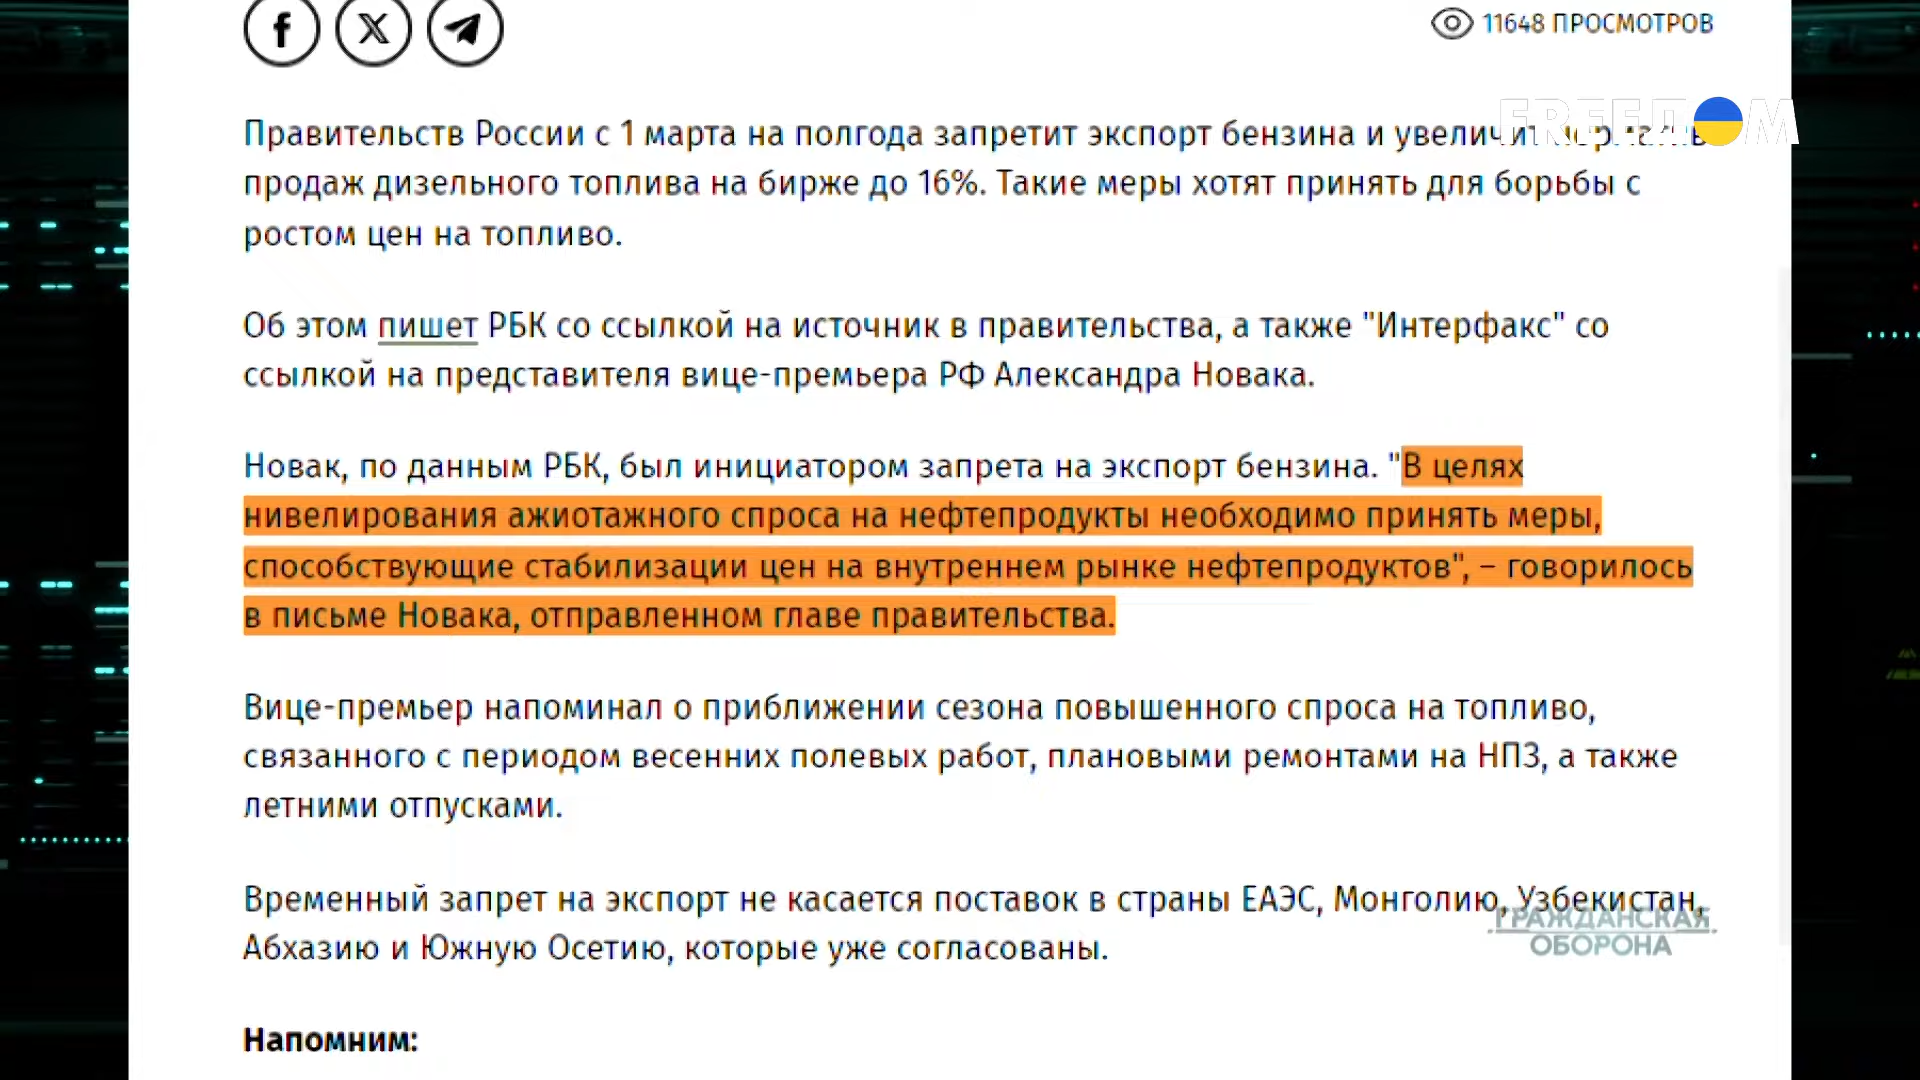 11648 ПРОСМОТРОВ
FREEДОМ
Правительств России с 1 марта на полгода запретит экспорт бензина и увеличит
продаж дизельного топлива на бирже до 16%. Такие меры хотят принять для борьбы с
ростом цен на топливо.
Об этом пишет РБК со ссылкой на источник в правительства, а также "Интерфакс" со
ссылкой на представителя вице-премьера РФ Александра Новака.
Новак, по данным РБК, был инициатором запрета на экспорт бензина. "В целях
нивелирования ажиотажного спроса на нефтепродукты необходимо принять меры,
способствующие стабилизации цен на внутреннем рынке нефтепродуктов", – говорилось
в письме Новака, отправленном главе правительства.
Вице-премьер напоминал о приближении сезона повышенного спроса на топливо,
связанного с периодом весенних полевых работ, плановыми ремонтами на НПЗ, а также
летними отпусками.
Временный запрет на экспорт не касается поставок в страны ЕАЭС, Монголию, Узбекистан,
Абхазию и Южную Осетию, которые уже согласованы.
ГРАЖДАНСКАЯ
ОБОРОНА
Напомним: